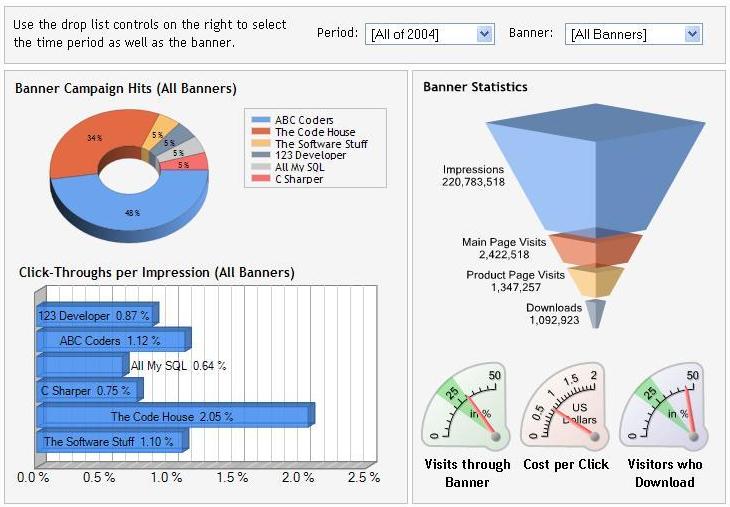 Use the drop list controls on the right to select
the time period as well as the banner.
Period: [All of 2004] Banner: [All Banners]
Banner Campaign Hits (All Banners)
34 %
5 %
5 %
5 %
5 %
48 %
ABC Coders
The Code House
The Software Stuff
123 Developer
All My SQL
C Sharper
Click-Throughs per Impression (All Banners)
123 Developer 0.87 %
ABC Coders 1.12 %
All My SQL 0.64 %
C Sharper 0.75 %
The Code House 2.05 %
The Software Stuff 1.10 %
0.0 % 0.5 % 1.0 % 1.5 % 2.0 % 2.5 %
Banner Statistics
Impressions
220,783,518
Main Page Visits
2,422,518
Product Page Visits
1,347,257
Downloads
1,092,923
0 25 50
in %
Visits through
Banner
0 0.5 1 1.5 2
US
Dollars
Cost per Click
0 25 50
in %
Visitors who
Download